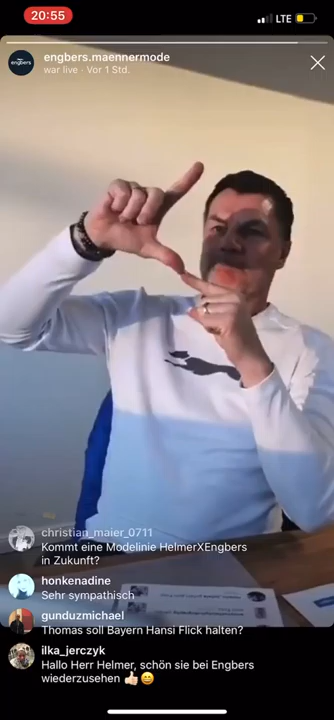 20:55
LTE
engbers
engbers.maennermode
war live · Vor 1 Std.
christian_maier_0711
Kommt eine Modelinie HelmerXEngbers
in Zukunft?
honkenadine
Sehr sympathisch
gunduzmichael
Thomas soll Bayern Hansi Flick halten?
ilka_jerczyk
Hallo Herr Helmer, schön sie bei Engbers
wiederzusehen 👍🏻😄